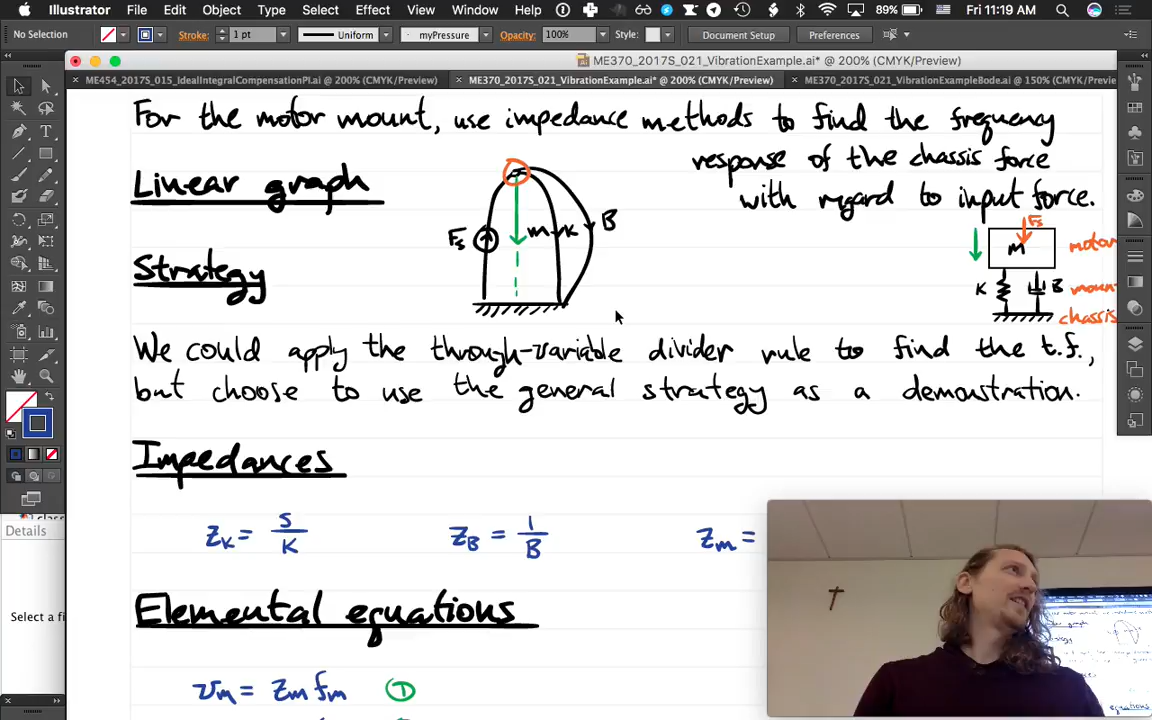 Illustrator File Edit Object Type Select Effect View Window Help 89% Fri 11:19 AM
No Selection Stroke: 1 pt Uniform myPressure Opacity: 100% Style: Document Setup Preferences
ME370_2017S_021_VibrationExample.ai* @ 200% (CMYK/Preview)
ME454_2017S_015_IdealIntegralCompensationPI.ai @ 200% (CMYK/Preview) ME370_2017S_021_VibrationExample.ai* @ 200% (CMYK/Preview) ME370_2017S_021_VibrationExampleBode.ai @ 150% (CMYK/Preview)
For the motor mount, use impedance methods to find the frequency
response of the chassis force
with regard to input force.
Linear graph
Fs m K B
Fs
m motor
K B mount
chassis
Strategy
We could apply the through-variable divider rule to find the t.f.,
but choose to use the general strategy as a demonstration.
Impedances
ZK = S/K ZB = 1/B Zm =
Details
Select a fi
Elemental equations
vm = Zm fm ①